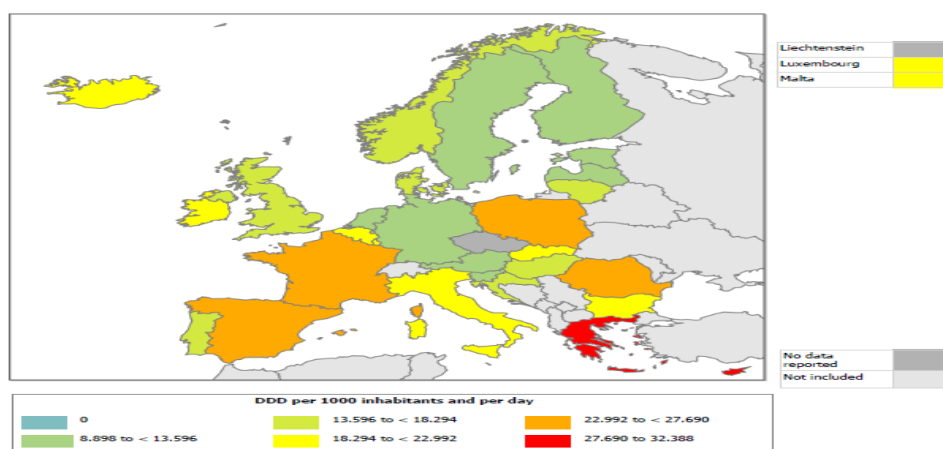 Liechtenstein
Luxembourg
Malta
No data
reported
Not included
DDD per 1000 inhabitants and per day
0
13.596 to < 18.294
22.992 to < 27.690
8.898 to < 13.596
18.294 to < 22.992
27.690 to 32.388